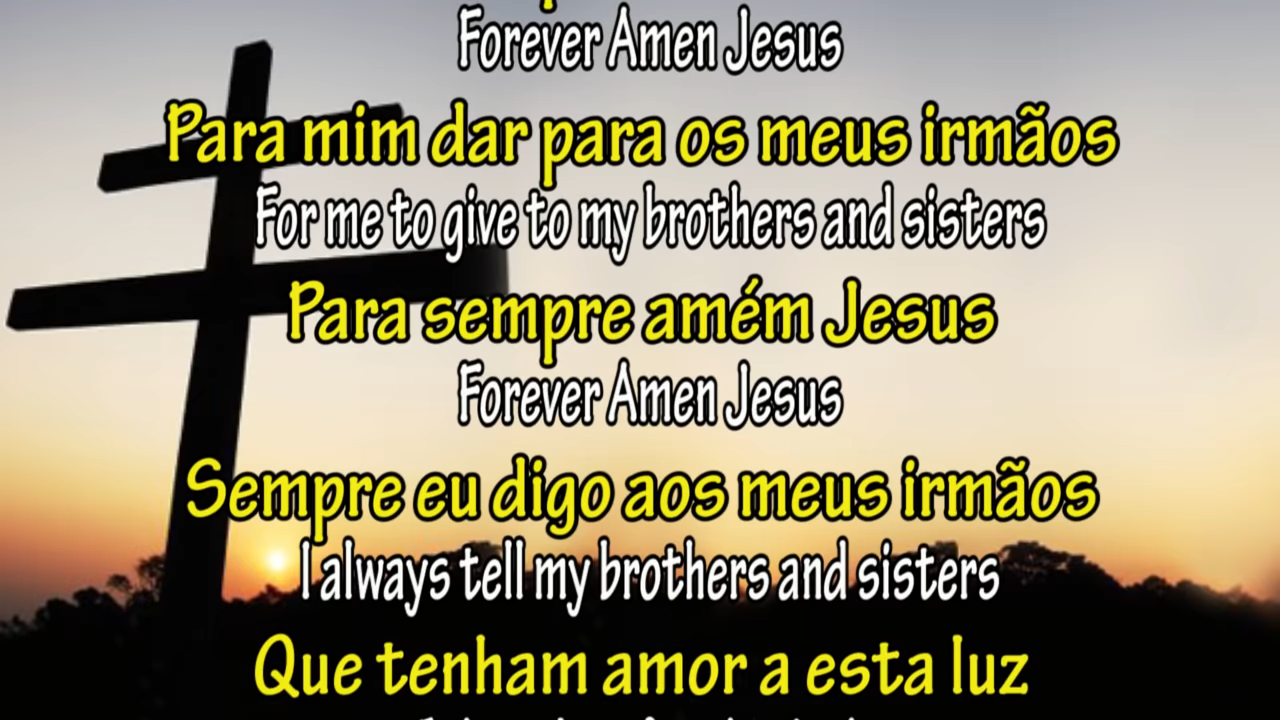 Forever Amen Jesus
Para mim dar para os meus irmãos
For me to give to my brothers and sisters
Para sempre amém Jesus
Forever Amen Jesus
Sempre eu digo aos meus irmãos
I always tell my brothers and sisters
Que tenham amor a esta luz